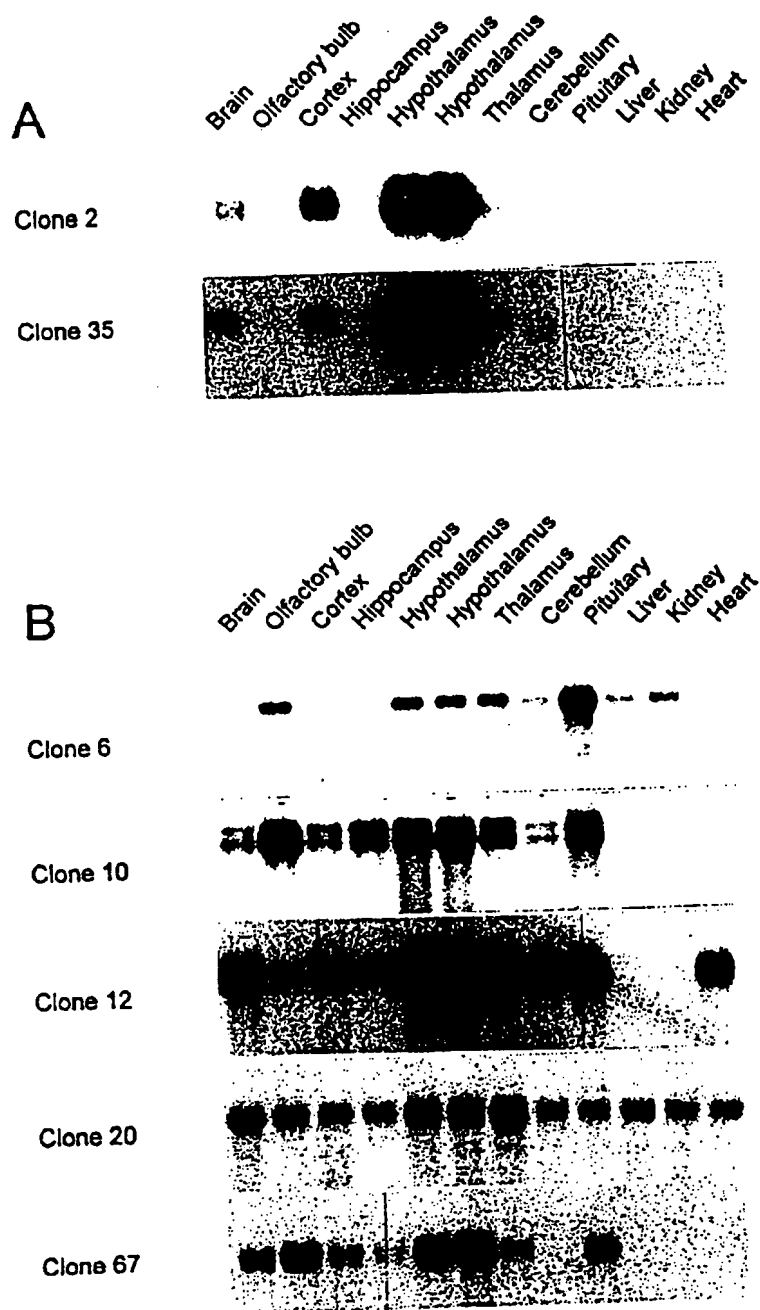 A
Brain Olfactory bulb Cortex Hippocampus Hypothalamus Hypothalamus Thalamus Cerebellum Pituitary Liver Kidney Heart
Clone 2
Clone 35
B
Brain Olfactory bulb Cortex Hippocampus Hypothalamus Hypothalamus Thalamus Cerebellum Pituitary Liver Kidney Heart
Clone 6
Clone 10
Clone 12
Clone 20
Clone 67